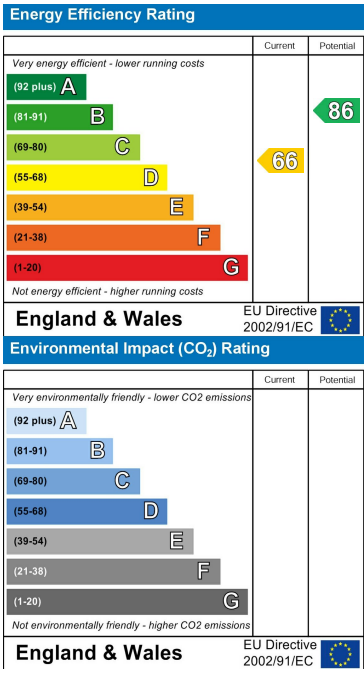 Energy Efficiency Rating
Current Potential
Very energy efficient - lower running costs
(92 plus) A
(81-91) B
86
(69-80) C
(55-68) D
66
(39-54) E
(21-38) F
(1-20) G
Not energy efficient - higher running costs
England & Wales
EU Directive
2002/91/EC
Environmental Impact (CO₂) Rating
Current Potential
Very environmentally friendly - lower CO2 emissions
(92 plus) A
(81-91) B
(69-80) C
(55-68) D
(39-54) E
(21-38) F
(1-20) G
Not environmentally friendly - higher CO2 emissions
England & Wales
EU Directive
2002/91/EC